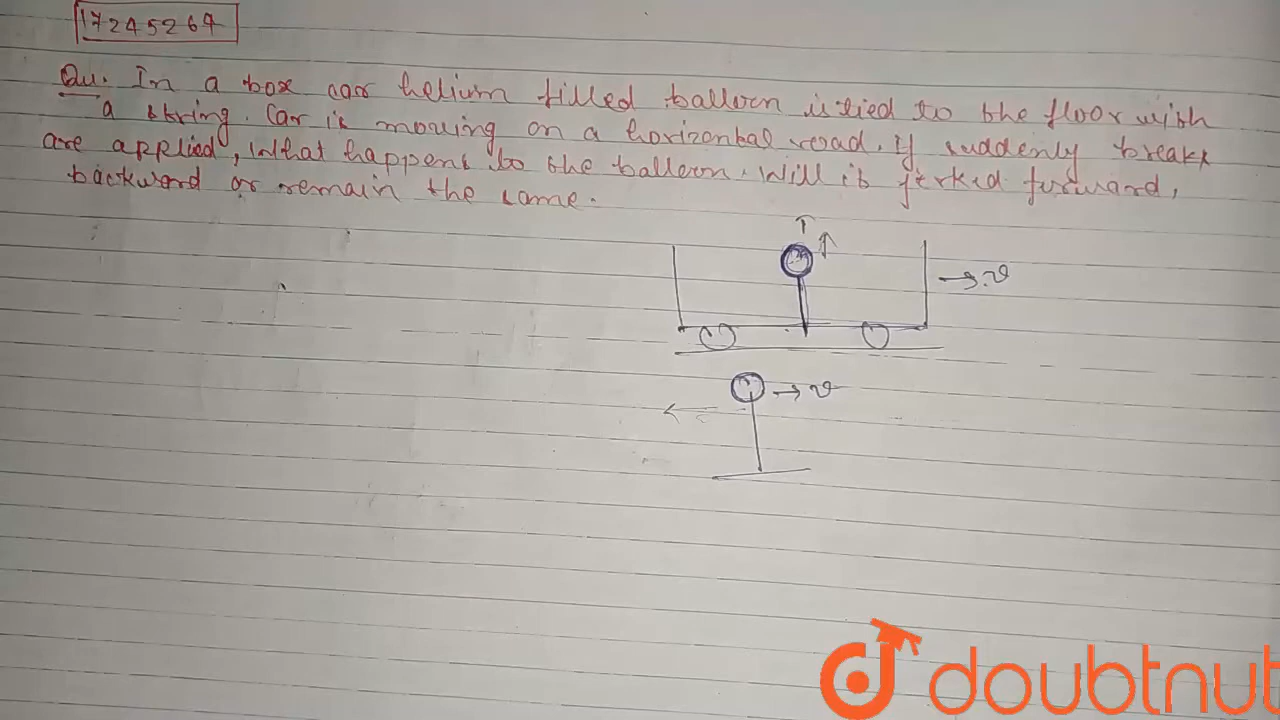 17245264
Qu. In a box car helium filled balloon is tied to the floor with
a string. Car is moving on a horizental road. if suddenly breaks
are applied, What happens to the balloon. Will it jerked forward,
backword or remain the same.
→ v
→ v
doubtnut